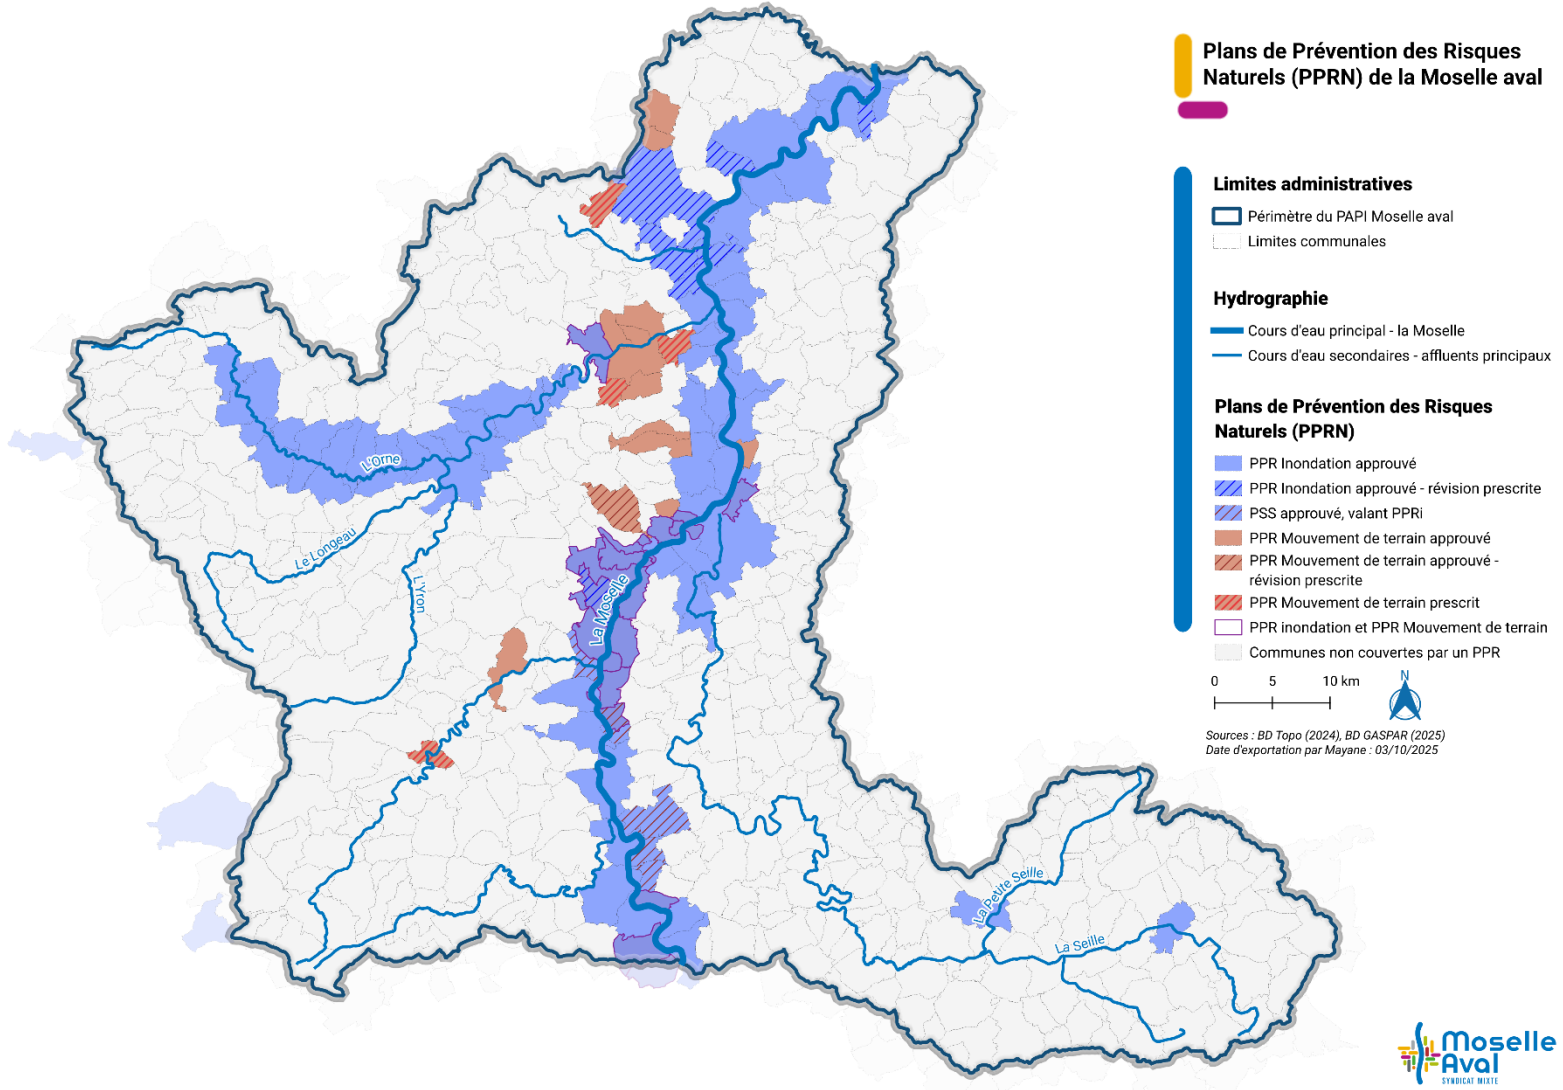 Plans de Prévention des Risques
Naturels (PPRN) de la Moselle aval
Limites administratives
Périmètre du PAPI Moselle aval
Limites communales
Hydrographie
Cours d'eau principal - la Moselle
Cours d'eau secondaires - affluents principaux
Plans de Prévention des Risques
Naturels (PPRN)
PPR Inondation approuvé
PPR Inondation approuvé - révision prescrite
PSS approuvé, valant PPRi
PPR Mouvement de terrain approuvé
PPR Mouvement de terrain approuvé -
révision prescrite
PPR Mouvement de terrain prescrit
PPR inondation et PPR Mouvement de terrain
Communes non couvertes par un PPR
0 5 10 km
N
Sources : BD Topo (2024), BD GASPAR (2025)
Date d'exportation par Mayane : 03/10/2025
L'Orne
Le Longeau
L'Yron
La Moselle
La Petite Seille
La Seille
Moselle
Aval
SYNDICAT MIXTE